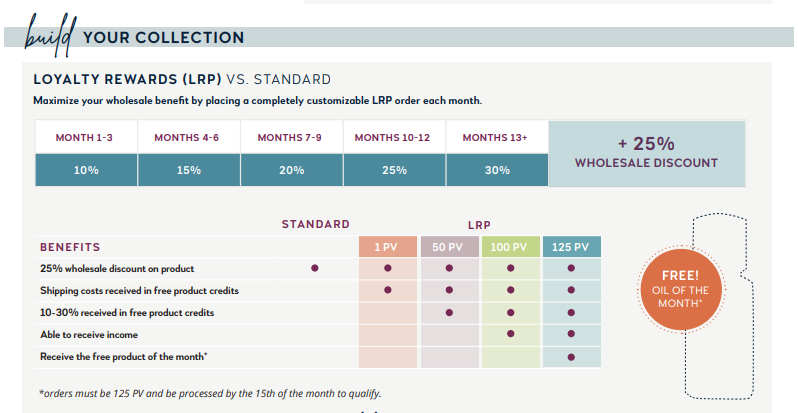 build YOUR COLLECTION
LOYALTY REWARDS (LRP) VS. STANDARD
Maximize your wholesale benefit by placing a completely customizable LRP order each month.
MONTH 1-3 MONTHS 4-6 MONTHS 7-9 MONTHS 10-12 MONTHS 13+
10% 15% 20% 25% 30%
+ 25%
WHOLESALE DISCOUNT
STANDARD LRP
BENEFITS 1 PV 50 PV 100 PV 125 PV
25% wholesale discount on product
Shipping costs received in free product credits
10-30% received in free product credits
Able to receive income
Receive the free product of the month*
FREE!
OIL OF THE
MONTH*
*orders must be 125 PV and be processed by the 15th of the month to qualify.